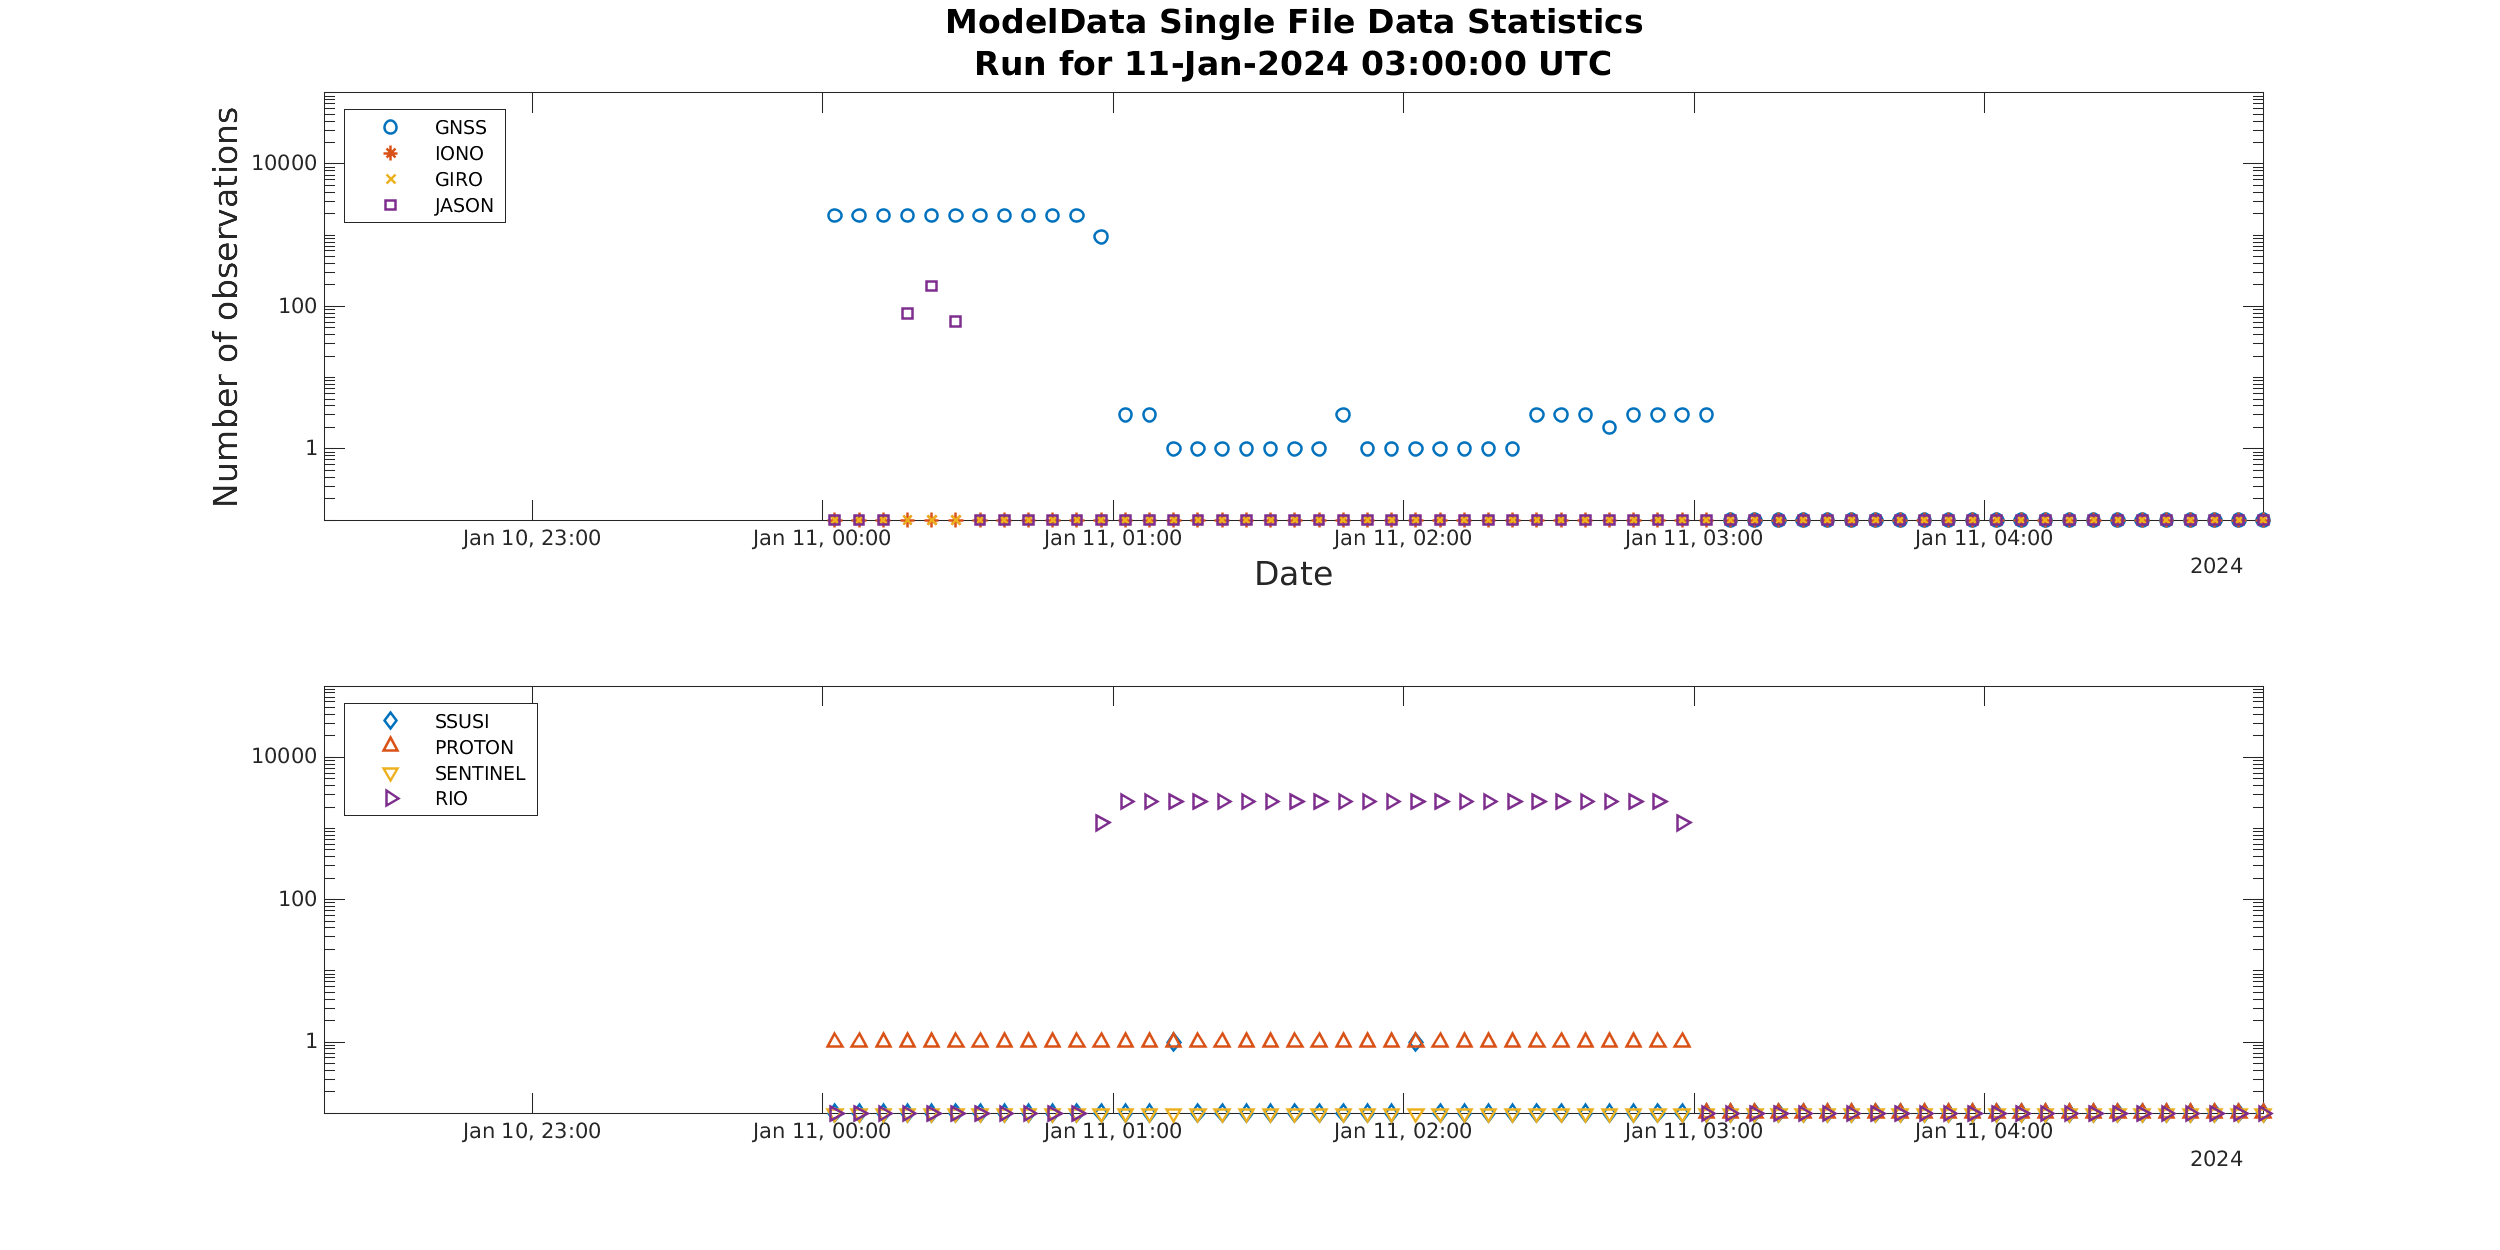 ModelData Single File Data Statistics
Run for 11-Jan-2024 03:00:00 UTC
Number of observations
GNSS
IONO
GIRO
JASON
10000
100
1
Jan 10, 23:00
Jan 11, 00:00
Jan 11, 01:00
Jan 11, 02:00
Jan 11, 03:00
Jan 11, 04:00
2024
Date
SSUSI
PROTON
SENTINEL
RIO
10000
100
1
Jan 10, 23:00
Jan 11, 00:00
Jan 11, 01:00
Jan 11, 02:00
Jan 11, 03:00
Jan 11, 04:00
2024